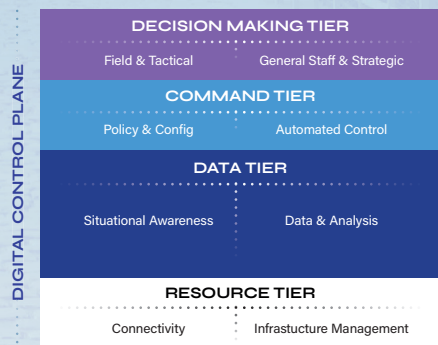 DIGITAL CONTROL PLANE
DECISION MAKING TIER
Field & Tactical
General Staff & Strategic
COMMAND TIER
Policy & Config
Automated Control
DATA TIER
Situational Awareness
Data & Analysis
RESOURCE TIER
Connectivity
Infrastucture Management